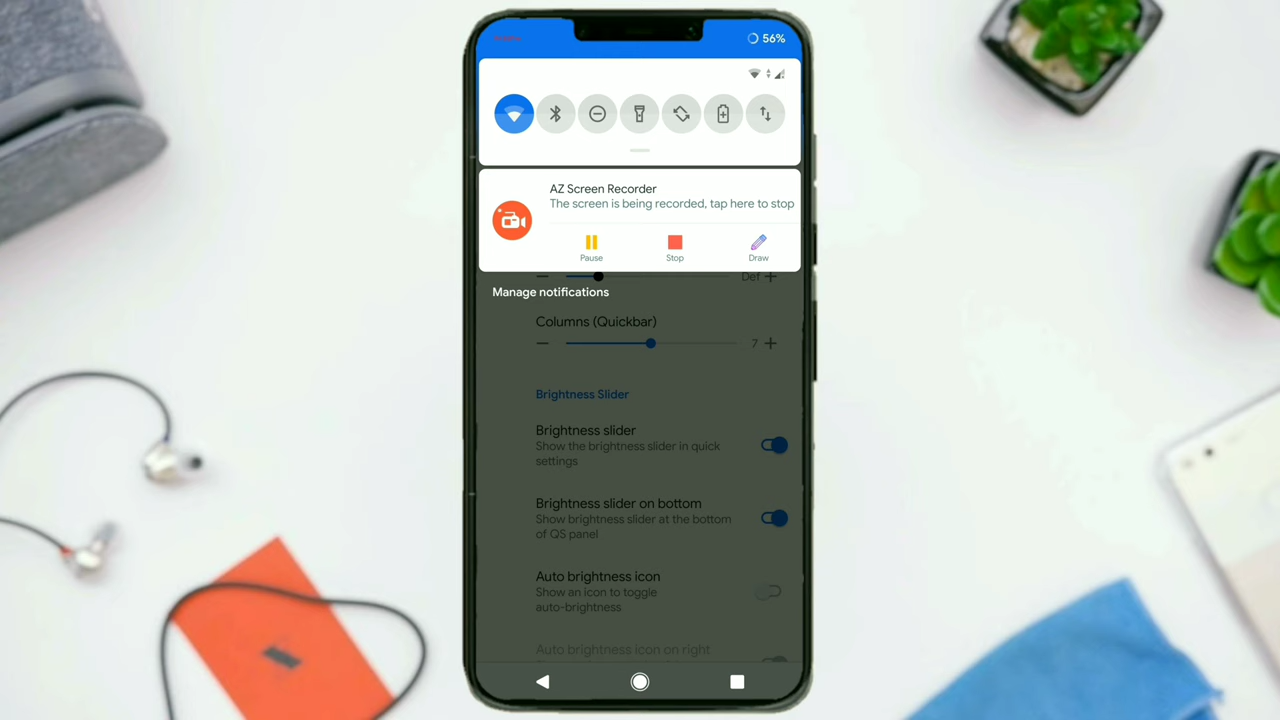 56%
AZ Screen Recorder
The screen is being recorded, tap here to stop
Pause
Stop
Draw
Def
Manage notifications
Columns (Quickbar)
7
Brightness Slider
Brightness slider
Show the brightness slider in quick
settings
Brightness slider on bottom
Show brightness slider at the bottom
of QS panel
Auto brightness icon
Show an icon to toggle
auto-brightness
Auto brightness icon on right